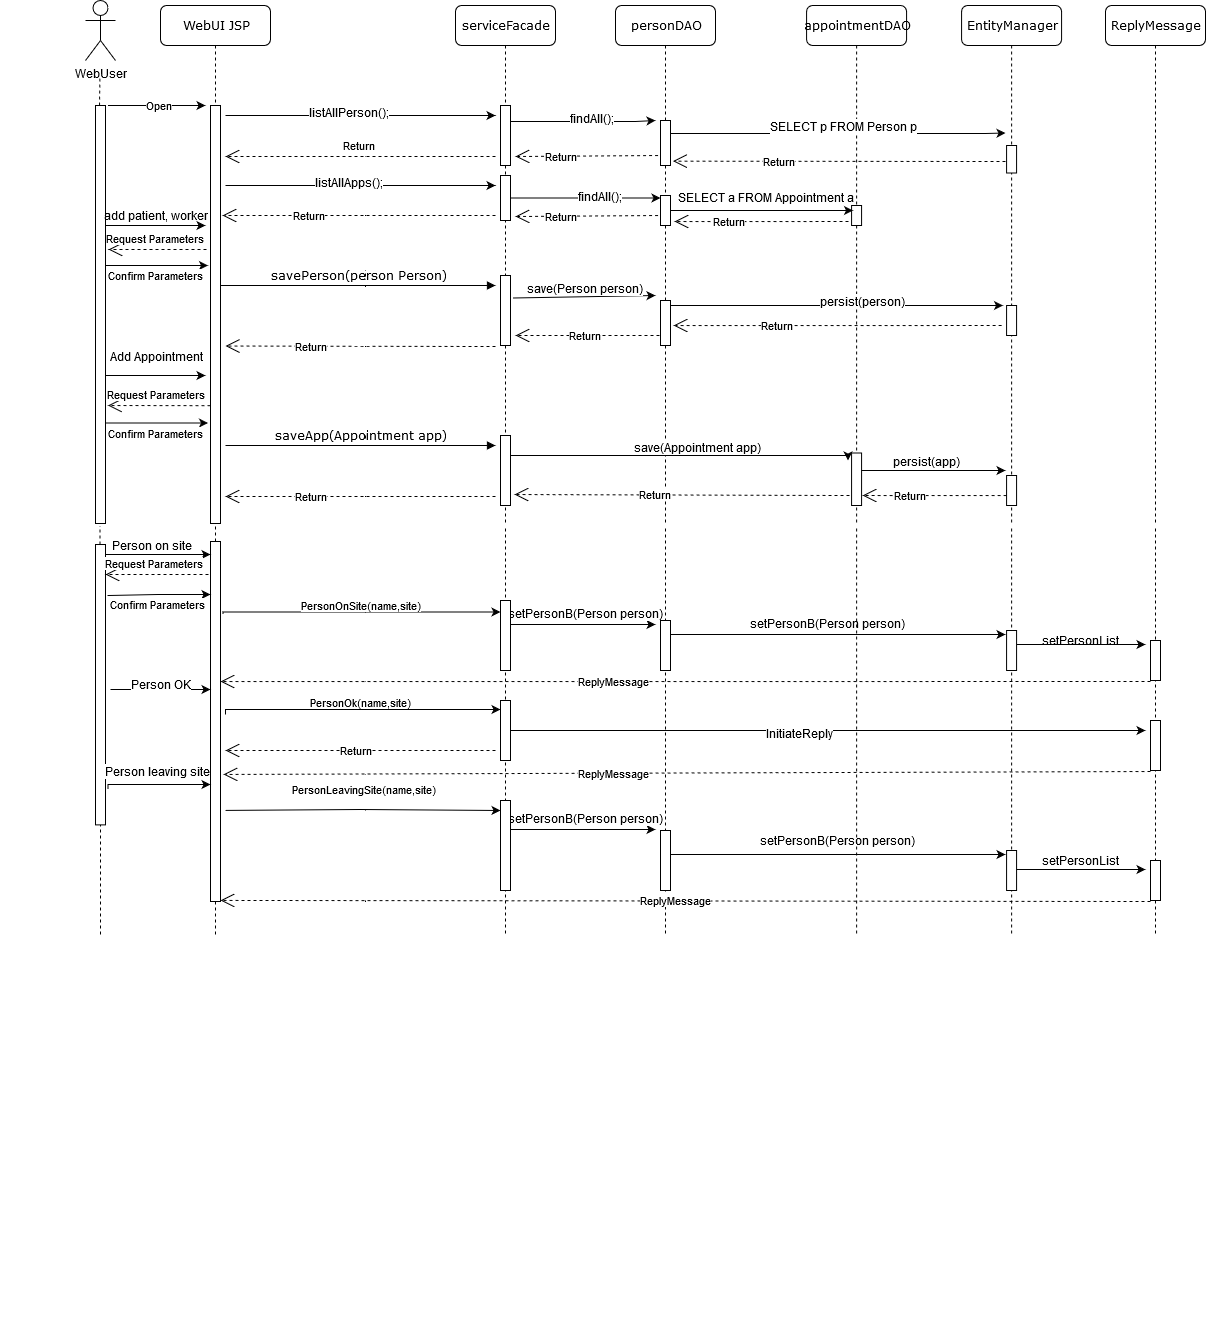 WebUser
WebUI JSP
serviceFacade
personDAO
appointmentDAO
EntityManager
ReplyMessage
Open
listAllPerson();
findAll();
SELECT p FROM Person p
Return
Return
Return
listAllApps();
findAll();
SELECT a FROM Appointment a
add patient, worker
Return
Return
Return
Request Parameters
Confirm Parameters
savePerson(person Person)
save(Person person)
persist(person)
Return
Return
Return
Add Appointment
Request Parameters
Confirm Parameters
saveApp(Appointment app)
save(Appointment app)
persist(app)
Return
Return
Return
Person on site
Request Parameters
Confirm Parameters
PersonOnSite(name,site)
setPersonB(Person person)
setPersonB(Person person)
setPersonList
ReplyMessage
Person OK
PersonOk(name,site)
InitiateReply
Return
Person leaving site
ReplyMessage
PersonLeavingSite(name,site)
setPersonB(Person person)
setPersonB(Person person)
setPersonList
ReplyMessage